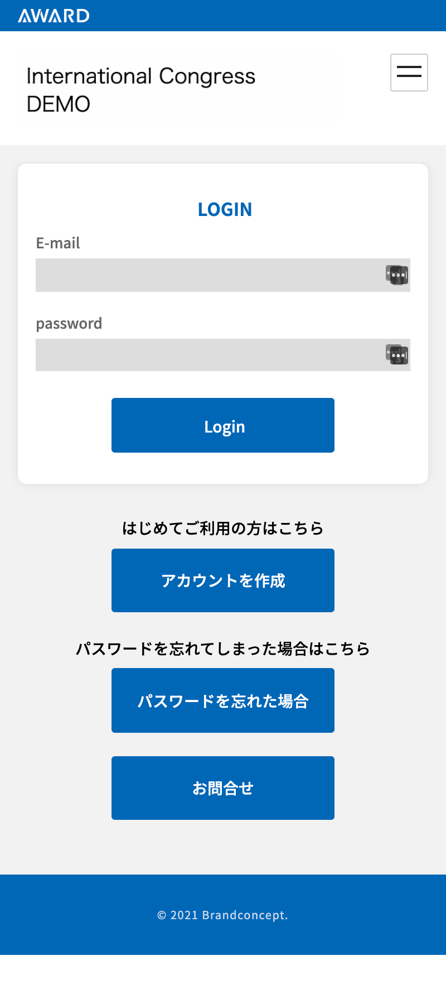 AWARD
International Congress
DEMO
LOGIN
E-mail
password
Login
はじめてご利用の方はこちら
アカウントを作成
パスワードを忘れてしまった場合はこちら
パスワードを忘れた場合
お問合せ
© 2021 Brandconcept.